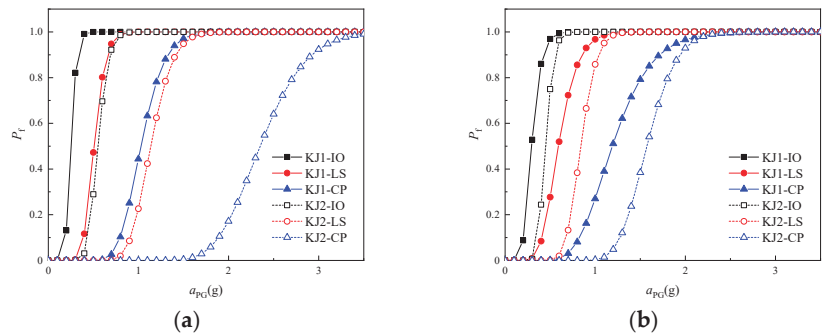 1.0
0.8
0.6
0.4
0.2
0
P_f
0 1 2 3
a_PG(g)
KJ1-IO
KJ1-LS
KJ1-CP
KJ2-IO
KJ2-LS
KJ2-CP
(a)
1.0
0.8
0.6
0.4
0.2
0
P_f
0 1 2 3
a_PG(g)
KJ1-IO
KJ1-LS
KJ1-CP
KJ2-IO
KJ2-LS
KJ2-CP
(b)